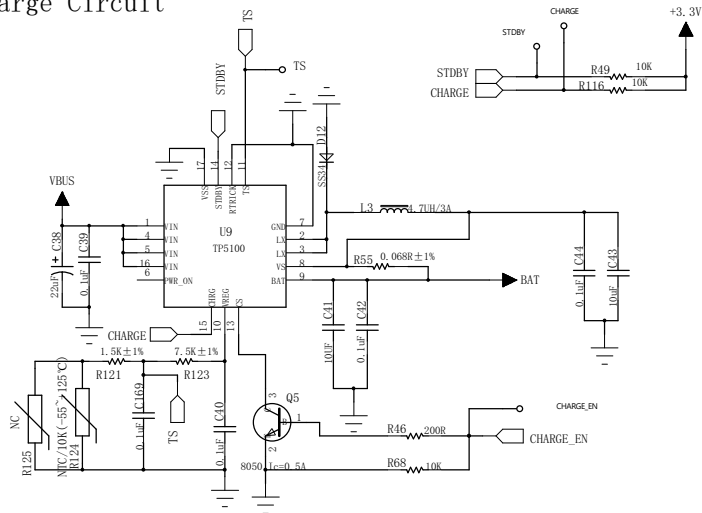 arge Circuit
TS
TS
STDBY
CHARGE
STDBY
+3.3V
STDBY
R49
10K
CHARGE
R116
10K
D12
SS34
17
14
12
11
VSS
STDBY
RTRICK
TS
VBUS
C38
22uF
+
C39
0.1uF
1
VIN
4
VIN
5
VIN
16
VIN
6
PWR_ON
U9
TP5100
GND
7
LX
2
LX
3
VS
8
BAT
9
L3
4.7UH/3A
R55
0.068R±1%
BAT
C44
0.1uF
C43
10uF
CHRG
VREG
CS
15
10
13
CHARGE
C41
10UF
C42
0.1uF
1.5K±1%
7.5K±1%
R121
R123
NC
R125
NTC/10K(-55~+125℃)
R124
C169
0.1uF
TS
C40
0.1uF
Q5
3
C
B
1
E
2
8050,Ic=0.5A
R46
200R
R68
10K
CHARGE_EN
CHARGE_EN